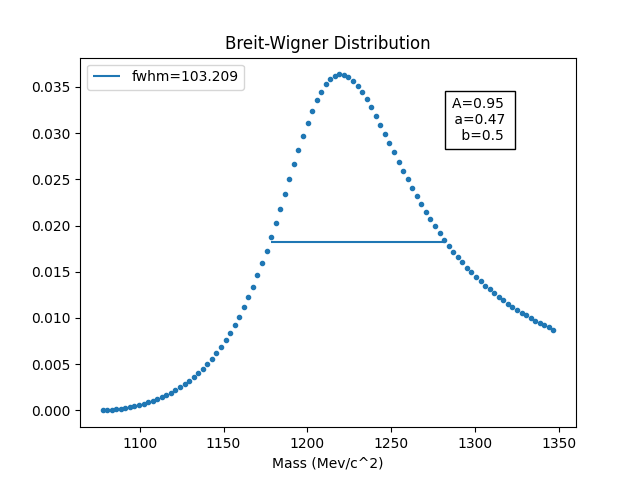 Breit-Wigner Distribution
fwhm=103.209
A=0.95
a=0.47
b=0.5
0.035
0.030
0.025
0.020
0.015
0.010
0.005
0.000
1100 1150 1200 1250 1300 1350
Mass (Mev/c^2)